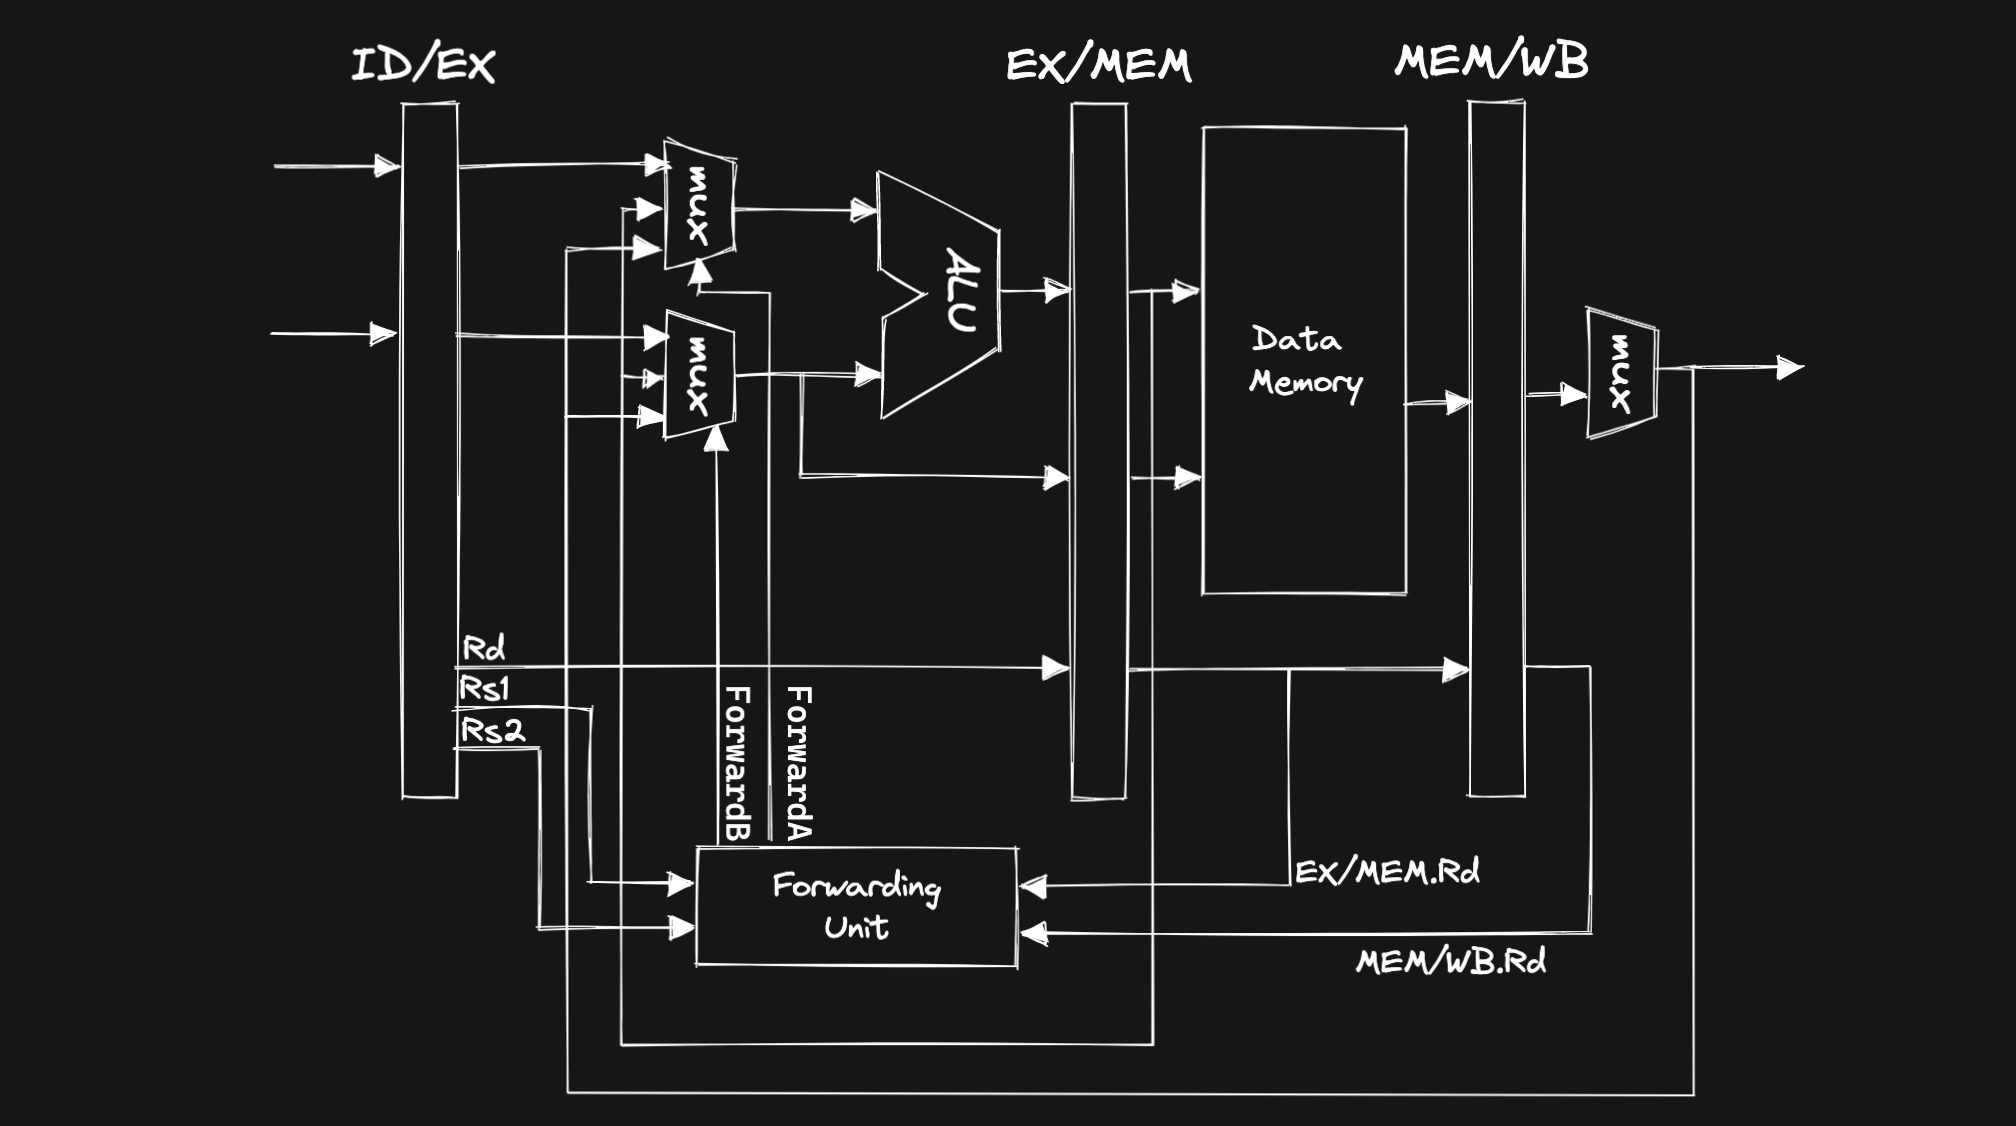 ID/EX
EX/MEM
MEM/WB
mux
mux
ALU
Data
Memory
mux
Rd
Rs1
Rs2
ForwardB
ForwardA
Forwarding
Unit
EX/MEM.Rd
MEM/WB.Rd